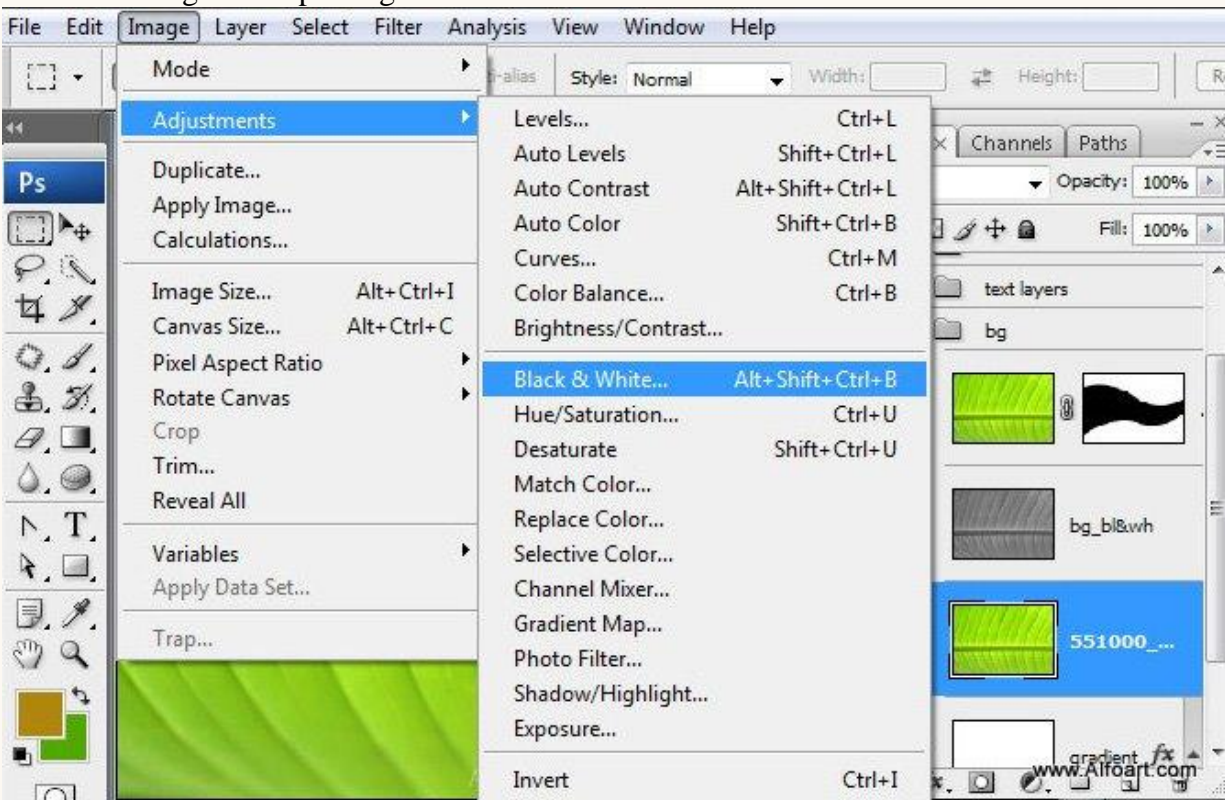 File Edit Image Layer Select Filter Analysis View Window Help
Style: Normal Width: Height:
Mode
Adjustments
Duplicate...
Apply Image...
Calculations...
Image Size... Alt+Ctrl+I
Canvas Size... Alt+Ctrl+C
Pixel Aspect Ratio
Rotate Canvas
Crop
Trim...
Reveal All
Variables
Apply Data Set...
Trap...
Levels... Ctrl+L
Auto Levels Shift+Ctrl+L
Auto Contrast Alt+Shift+Ctrl+L
Auto Color Shift+Ctrl+B
Curves... Ctrl+M
Color Balance... Ctrl+B
Brightness/Contrast...
Black & White... Alt+Shift+Ctrl+B
Hue/Saturation... Ctrl+U
Desaturate Shift+Ctrl+U
Match Color...
Replace Color...
Selective Color...
Channel Mixer...
Gradient Map...
Photo Filter...
Shadow/Highlight...
Exposure...
Invert Ctrl+I
Ps
T
Channels Paths
Opacity: 100%
Fill: 100%
text layers
bg
bg_bl&wh
551000_...
gradient fx
www.Alfoart.com